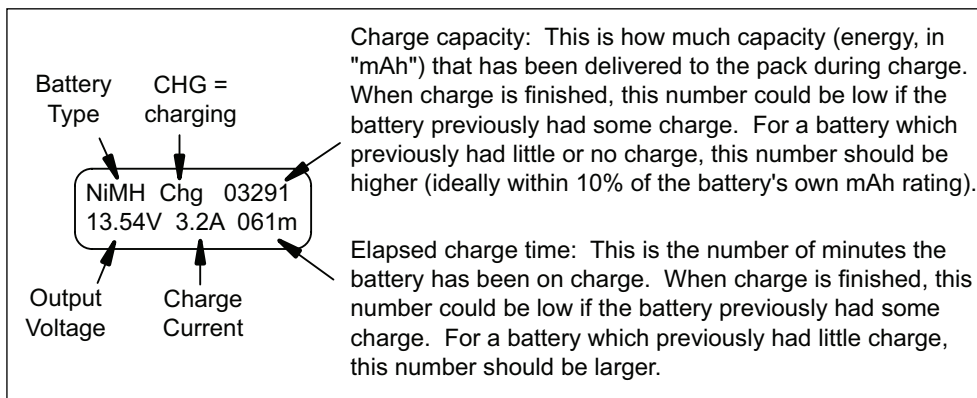 Battery Type
CHG = charging
NiMH Chg 03291
13.54V 3.2A 061m
Output Voltage
Charge Current
Charge capacity: This is how much capacity (energy, in
"mAh") that has been delivered to the pack during charge.
When charge is finished, this number could be low if the
battery previously had some charge. For a battery which
previously had little or no charge, this number should be
higher (ideally within 10% of the battery's own mAh rating).
Elapsed charge time: This is the number of minutes the
battery has been on charge. When charge is finished, this
number could be low if the battery previously had some
charge. For a battery which previously had little charge,
this number should be larger.